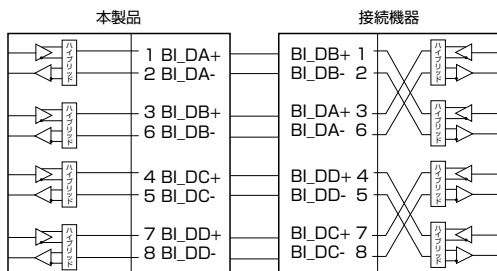 本製品
接続機器
ハイブリッド
1 BI_DA+
2 BI_DA-
ハイブリッド
3 BI_DB+
6 BI_DB-
ハイブリッド
4 BI_DC+
5 BI_DC-
ハイブリッド
7 BI_DD+
8 BI_DD-
BI_DB+ 1
BI_DB- 2
ハイブリッド
BI_DA+ 3
BI_DA- 6
ハイブリッド
BI_DD+ 4
BI_DD- 5
ハイブリッド
BI_DC+ 7
BI_DC- 8
ハイブリッド